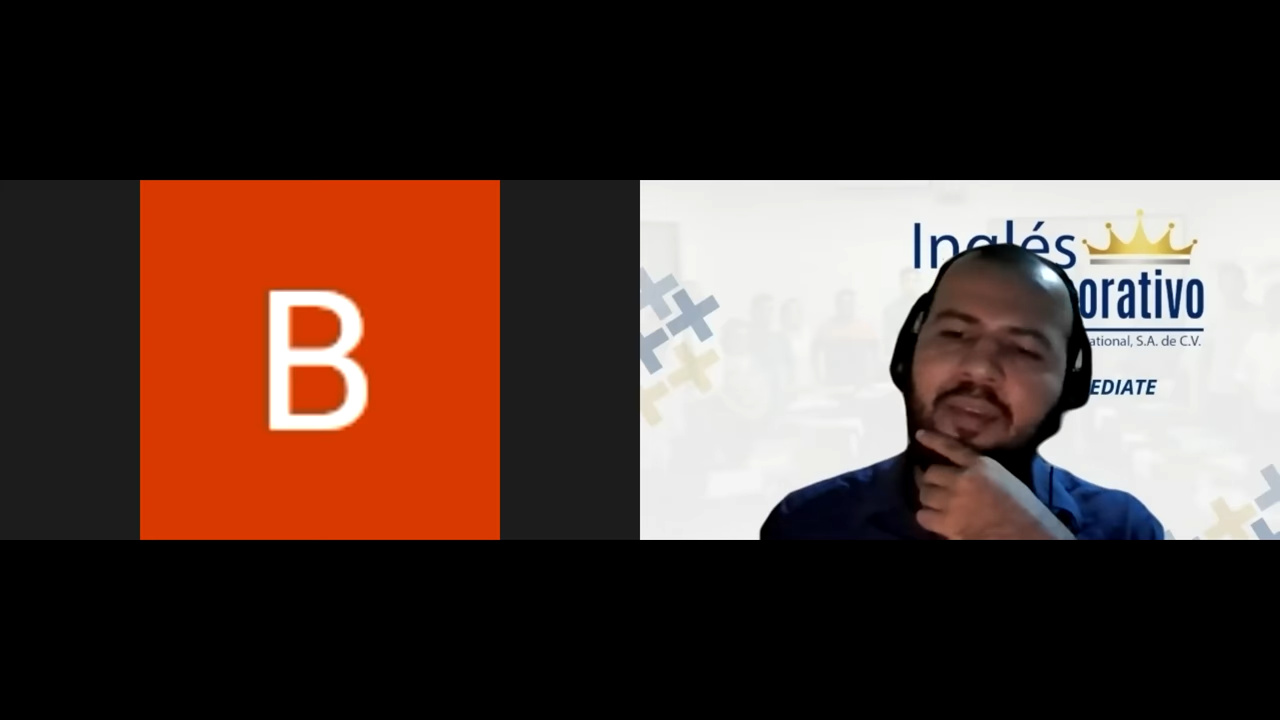 B
Inglés
orativo
ational, S.A. de C.V.
EDIATE